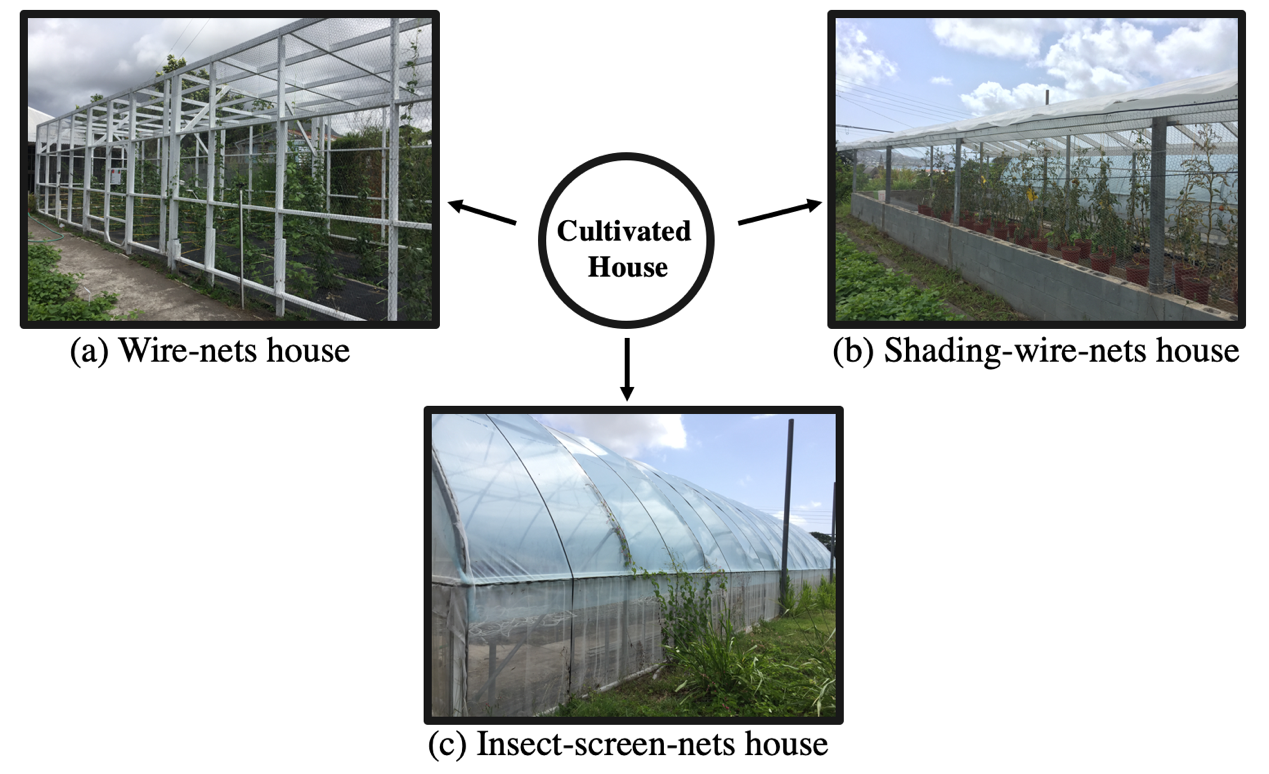 Cultivated
House
(a) Wire-nets house
(b) Shading-wire-nets house
(c) Insect-screen-nets house